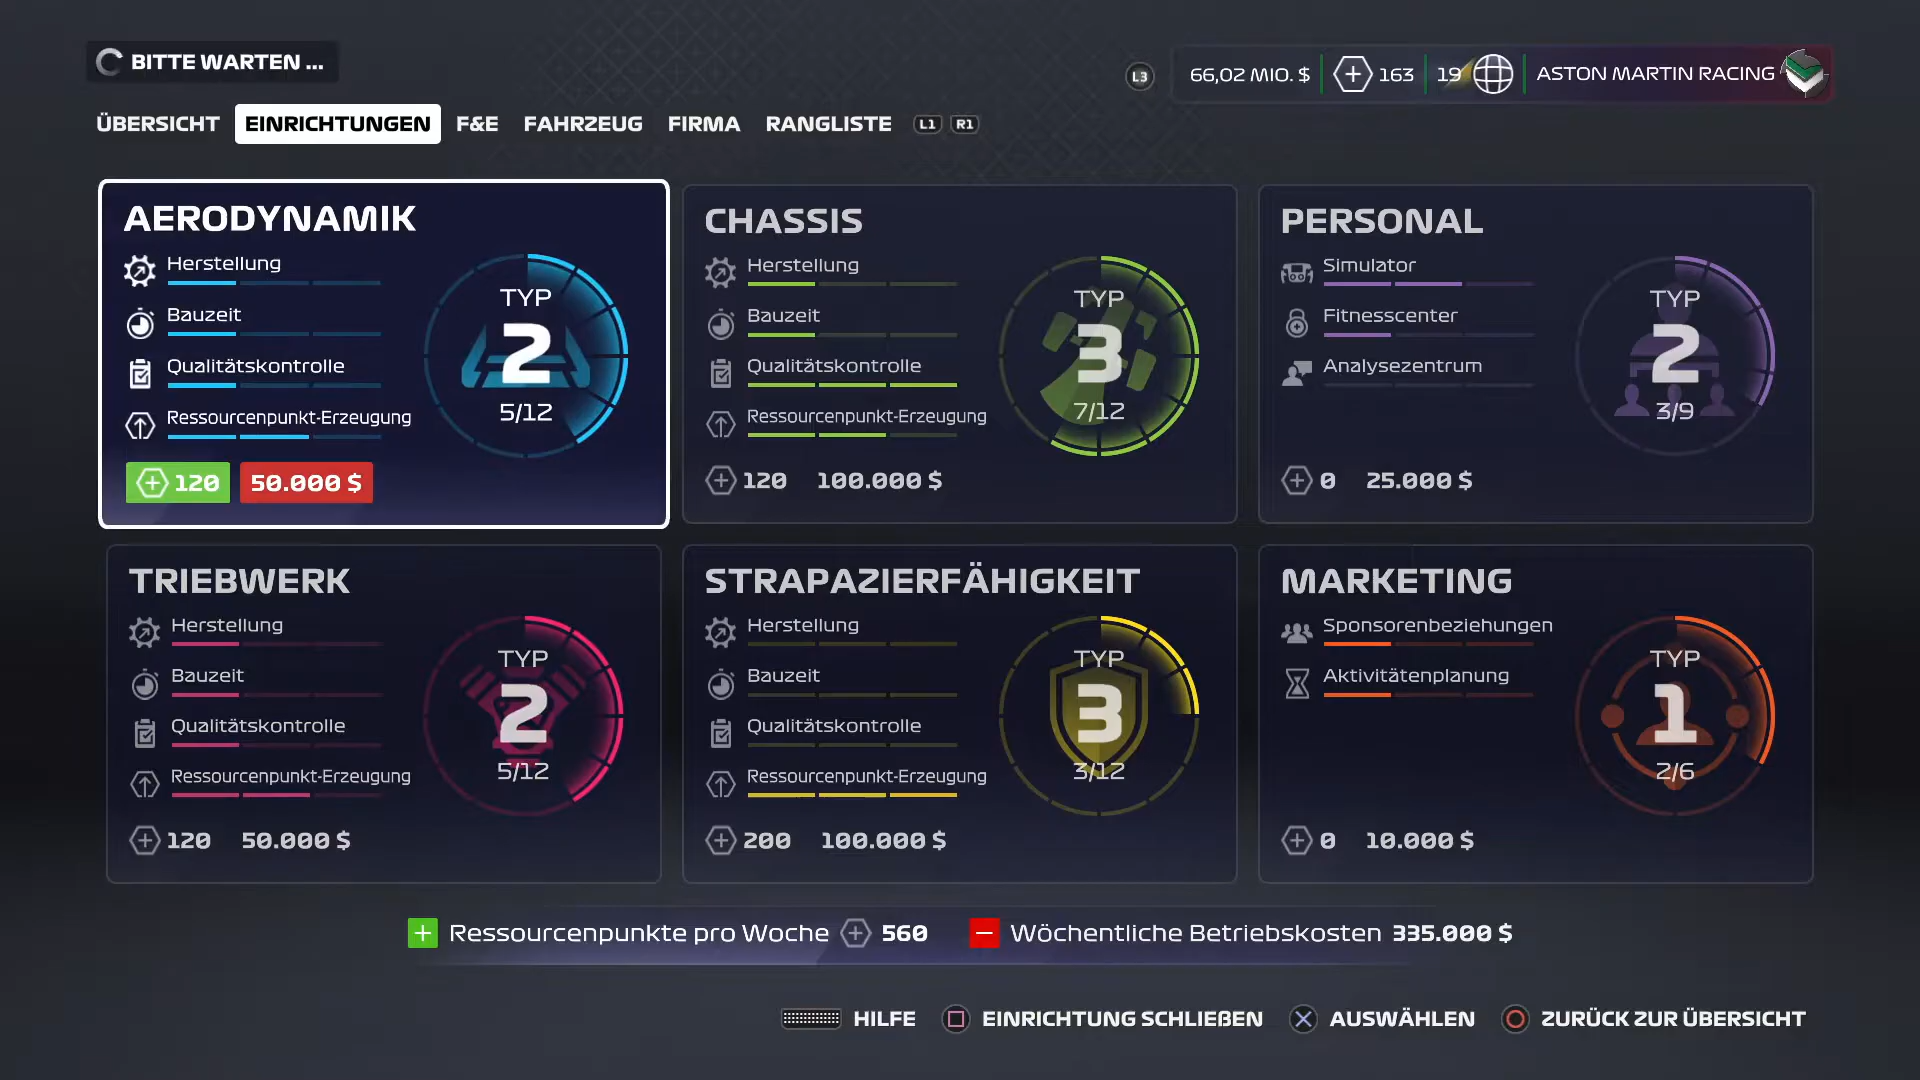 BITTE WARTEN ...
L3
66,02 MIO. $
163
19
ASTON MARTIN RACING
ÜBERSICHT
EINRICHTUNGEN
F&E
FAHRZEUG
FIRMA
RANGLISTE
L1
R1
AERODYNAMIK
Herstellung
Bauzeit
Qualitätskontrolle
Ressourcenpunkt-Erzeugung
TYP
2
5/12
120
50.000 $
CHASSIS
Herstellung
Bauzeit
Qualitätskontrolle
Ressourcenpunkt-Erzeugung
TYP
3
7/12
120
100.000 $
PERSONAL
Simulator
Fitnesscenter
Analysezentrum
TYP
2
3/9
0
25.000 $
TRIEBWERK
Herstellung
Bauzeit
Qualitätskontrolle
Ressourcenpunkt-Erzeugung
TYP
2
5/12
120
50.000 $
STRAPAZIERFÄHIGKEIT
Herstellung
Bauzeit
Qualitätskontrolle
Ressourcenpunkt-Erzeugung
TYP
3
3/12
200
100.000 $
MARKETING
Sponsorenbeziehungen
Aktivitätenplanung
TYP
1
2/6
0
10.000 $
Ressourcenpunkte pro Woche 560
Wöchentliche Betriebskosten 335.000 $
HILFE
EINRICHTUNG SCHLIEẞEN
AUSWÄHLEN
ZURÜCK ZUR ÜBERSICHT